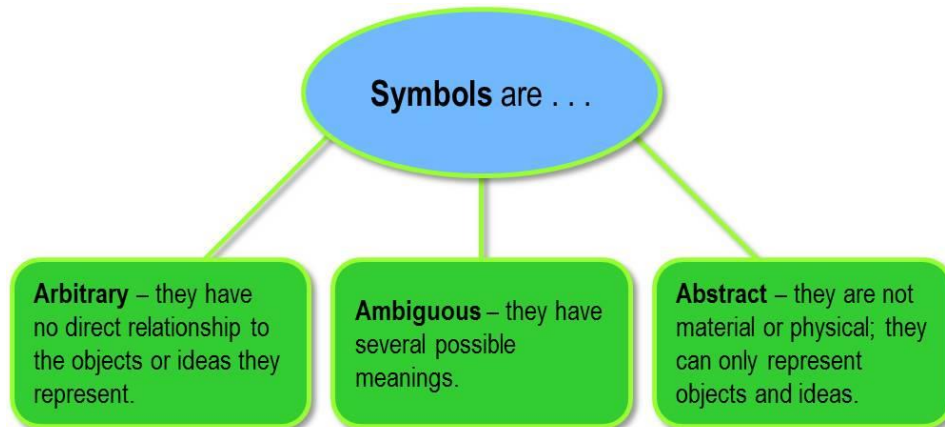 Symbols are . . .
Arbitrary – they have
no direct relationship to
the objects or ideas they
represent.
Ambiguous – they have
several possible
meanings.
Abstract – they are not
material or physical; they
can only represent
objects and ideas.